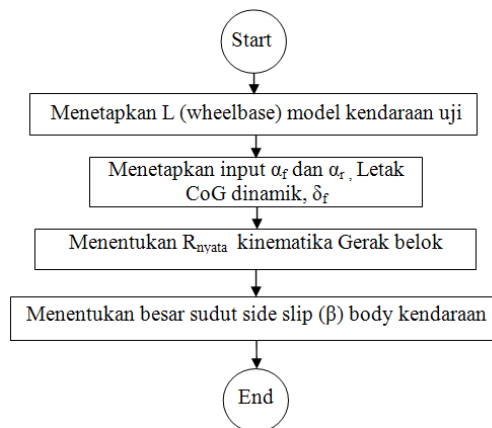 Start
Menetapkan L (wheelbase) model kendaraan uji
Menetapkan input αf dan αr , Letak
CoG dinamik, δf
Menentukan Rnyata kinematika Gerak belok
Menentukan besar sudut side slip (β) body kendaraan
End